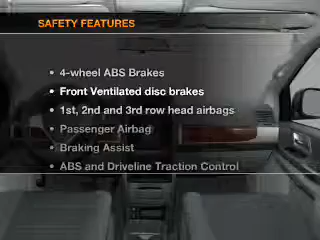 SAFETY FEATURES
• 4-wheel ABS Brakes
• Front Ventilated disc brakes
• 1st, 2nd and 3rd row head airbags
• Passenger Airbag
• Braking Assist
• ABS and Driveline Traction Control